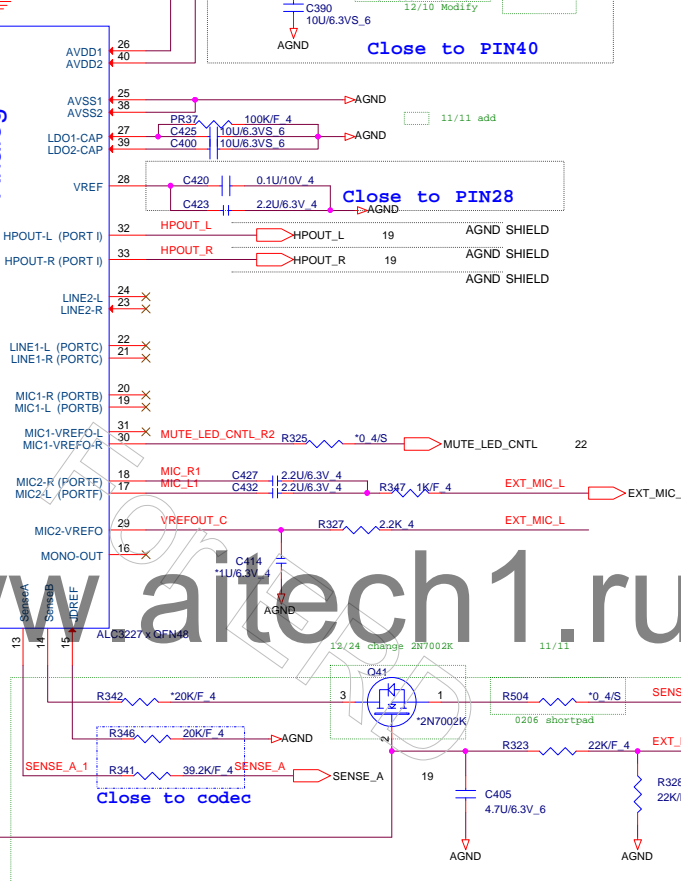 C390
10U/6.3VS_6
12/10 Modify
AGND
Close to PIN40
AVDD1 26
AVDD2 40
AVSS1 25 AGND
AVSS2 38
11/11 add
PR37 100K/F_4
LDO1-CAP 27 C425 10U/6.3VS_6 AGND
LDO2-CAP 39 C400 10U/6.3VS_6
VREF 28 C420 0.1U/10V_4
Close to PIN28
C423 2.2U/6.3V_4 AGND
HPOUT-L (PORT I) 32 HPOUT_L HPOUT_L 19 AGND SHIELD
HPOUT-R (PORT I) 33 HPOUT_R HPOUT_R 19 AGND SHIELD
AGND SHIELD
LINE2-L 24
LINE2-R 23
LINE1-L (PORTC) 22
LINE1-R (PORTC) 21
MIC1-R (PORTB) 20
MIC1-L (PORTB) 19
MIC1-VREFO-L 31
MIC1-VREFO-R 30 MUTE_LED_CNTL_R2 R325 *0_4/S MUTE_LED_CNTL 22
MIC2-R (PORTF) 18 MIC_R1 C427 2.2U/6.3V_4
MIC2-L (PORTF) 17 MIC_L1 C432 2.2U/6.3V_4 R347 1K/F_4 EXT_MIC_L EXT_MIC_
MIC2-VREFO 29 VREFOUT_C R327 2.2K_4 EXT_MIC_L
MONO-OUT 16
C414
*1U/6.3V_4
AGND
w.aitech1.ru
For ERD
SenseA
SenseB
JDREF
13
14
15
ALC3227 x QFN48
12/24 change 2N7002K
11/11
Q41
R342 *20K/F_4 3 1 R504 *0_4/S SENS
*2N7002K
0206 shortpad
2
R346 20K/F_4 AGND
R323 22K/F_4 EXT_
SENSE_A_1 R341 39.2K/F_4 SENSE_A SENSE_A 19
Close to codec
C405
4.7U/6.3V_6
R328
22K/
AGND
AGND